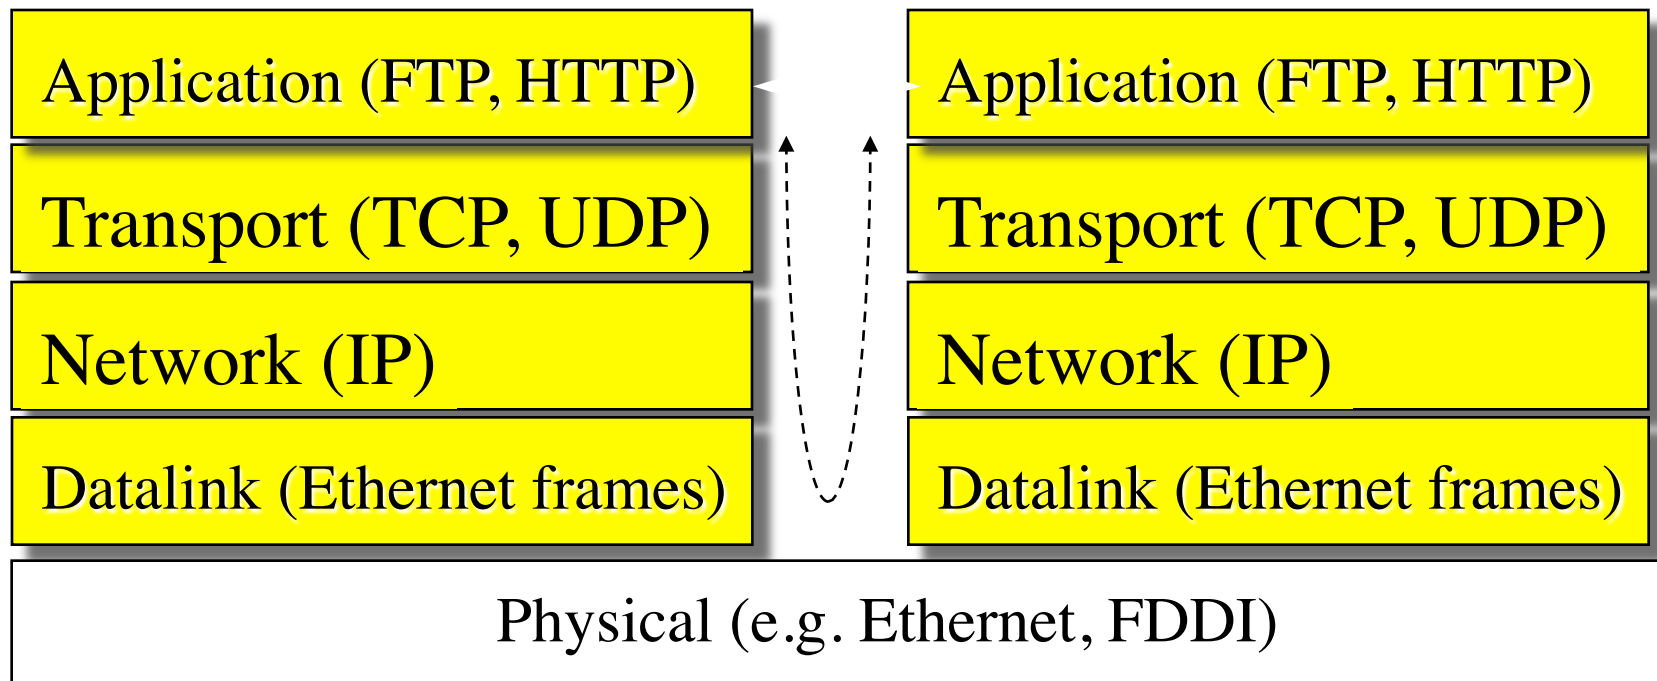 Application (FTP, HTTP)
Transport (TCP, UDP)
Network (IP)
Datalink (Ethernet frames)
Application (FTP, HTTP)
Transport (TCP, UDP)
Network (IP)
Datalink (Ethernet frames)
Physical (e.g. Ethernet, FDDI)